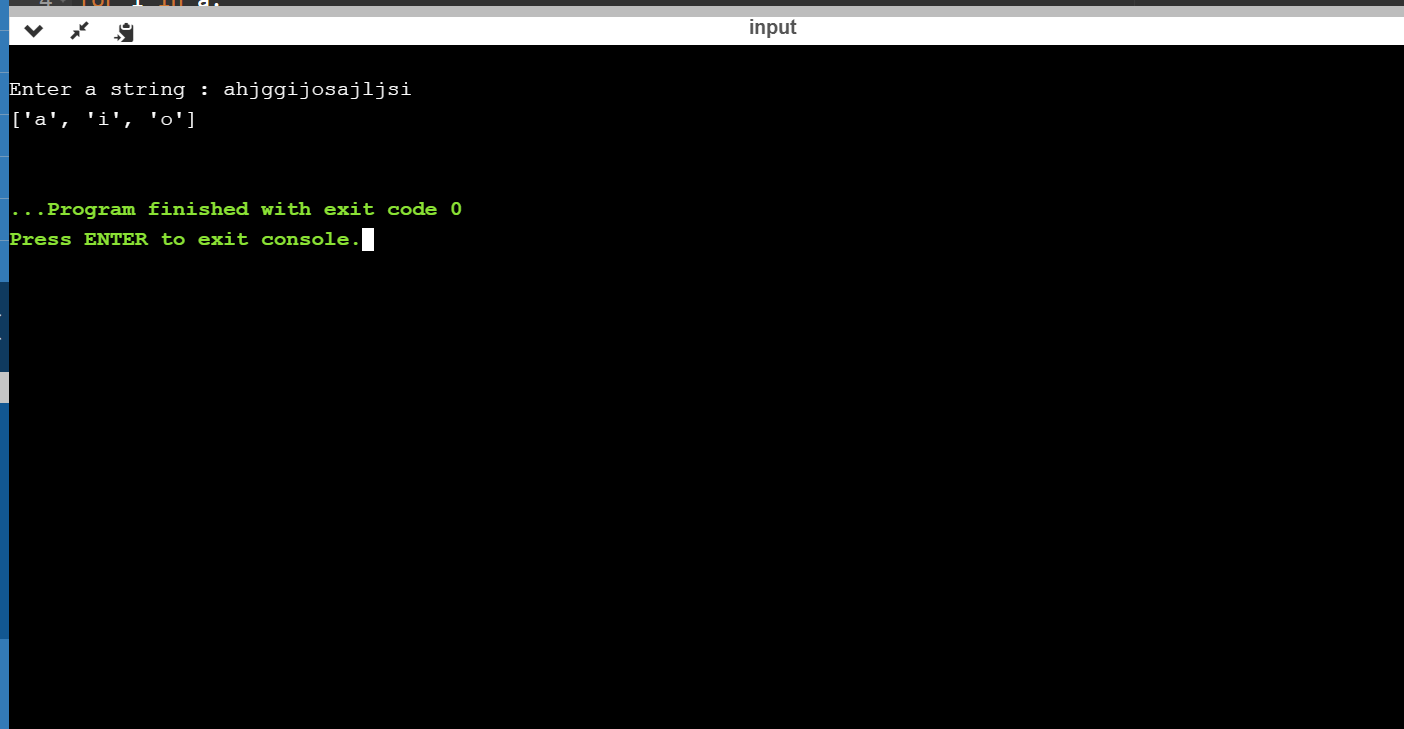 4 for i in a:
input
Enter a string : ahjggijosajljsi
['a', 'i', 'o']
...Program finished with exit code 0
Press ENTER to exit console.